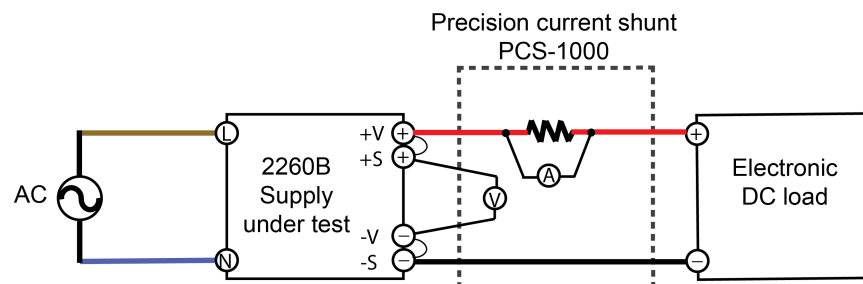 Precision current shunt
PCS-1000
AC
L
N
2260B
Supply
under test
+V
+S
-V
-S
+
+
−
−
V
A
+
−
Electronic
DC load